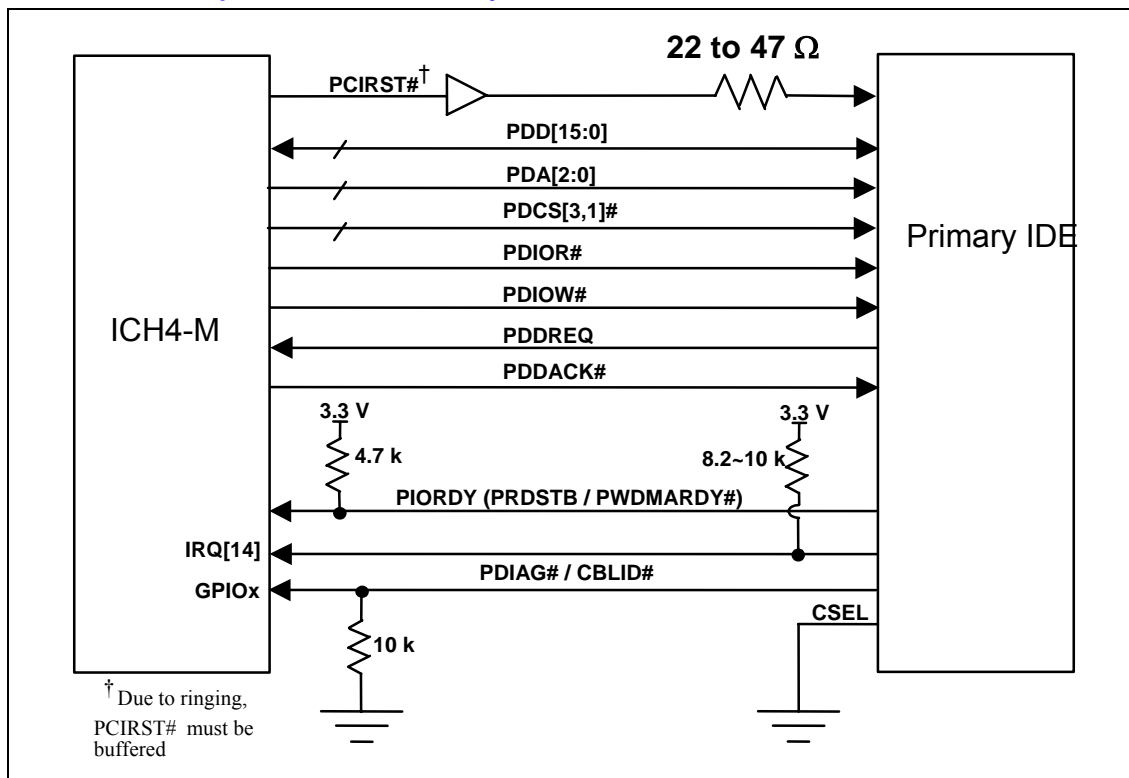 22 to 47 Ω
PCIRST#†
PDD[15:0]
PDA[2:0]
PDCS[3,1]#
PDIOR#
PDIOW#
PDDREQ
PDDACK#
ICH4-M
Primary IDE
3.3 V
4.7 k
3.3 V
8.2~10 k
PIORDY (PRDSTB / PWDMARDY#)
IRQ[14]
PDIAG# / CBLID#
GPIOx
CSEL
10 k
† Due to ringing,
PCIRST# must be
buffered